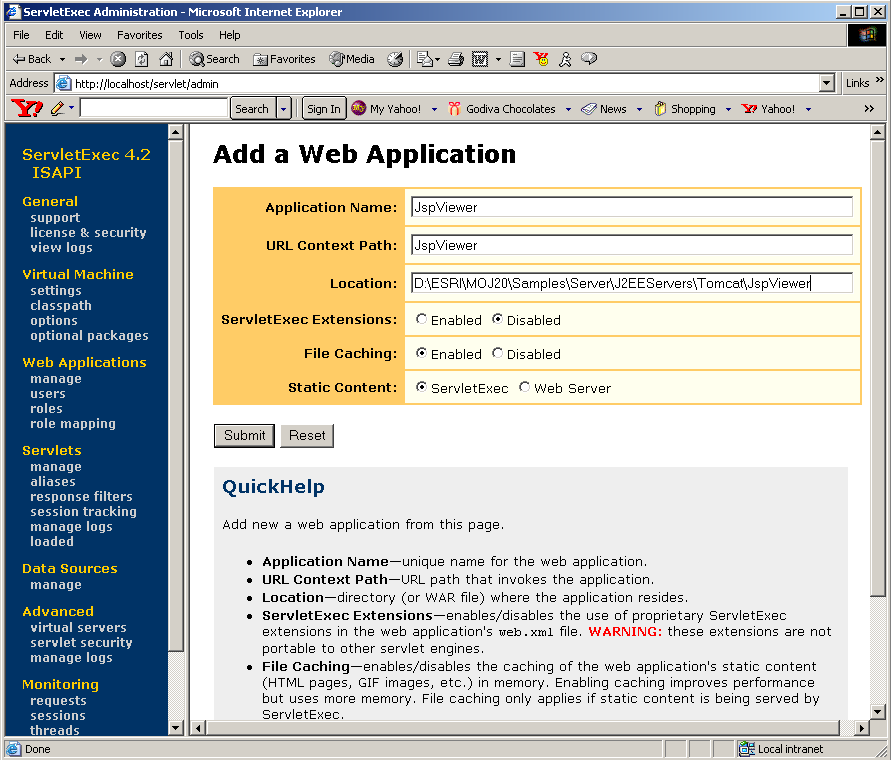 ServletExec Administration - Microsoft Internet Explorer
File Edit View Favorites Tools Help
Back Search Favorites Media
Address http://localhost/servlet/admin Links »
Y! Search Sign In My Yahoo! Godiva Chocolates News Shopping Yahoo! »
ServletExec 4.2
ISAPI
General
support
license & security
view logs
Virtual Machine
settings
classpath
options
optional packages
Web Applications
manage
users
roles
role mapping
Servlets
manage
aliases
response filters
session tracking
manage logs
loaded
Data Sources
manage
Advanced
virtual servers
servlet security
manage logs
Monitoring
requests
sessions
threads
Add a Web Application
Application Name: JspViewer
URL Context Path: JspViewer
Location: D:\ESRI\MOJ20\Samples\Server\J2EEServers\Tomcat\JspViewer
ServletExec Extensions: Enabled Disabled
File Caching: Enabled Disabled
Static Content: ServletExec Web Server
Submit Reset
QuickHelp
Add new a web application from this page.
• Application Name—unique name for the web application.
• URL Context Path—URL path that invokes the application.
• Location—directory (or WAR file) where the application resides.
• ServletExec Extensions—enables/disables the use of proprietary ServletExec
extensions in the web application's web.xml file. WARNING: these extensions are not
portable to other servlet engines.
• File Caching—enables/disables the caching of the web application's static content
(HTML pages, GIF images, etc.) in memory. Enabling caching improves performance
but uses more memory. File caching only applies if static content is being served by
ServletExec.
Done Local intranet